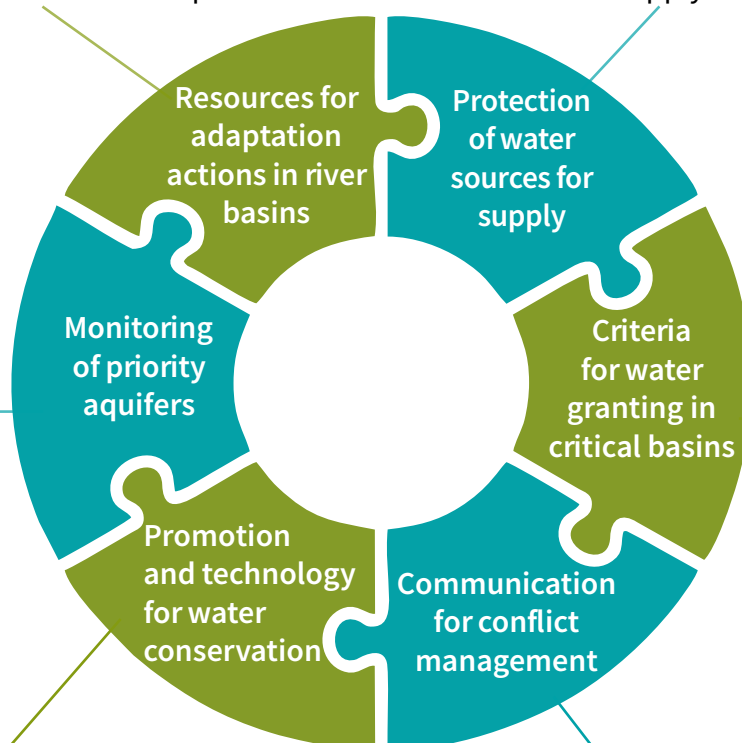 Resources for
adaptation
actions in river
basins
Protection
of water
sources for
supply
Monitoring
of priority
aquifers
Criteria
for water
granting in
critical basins
Promotion
and technology
for water
conservation
Communication
for conflict
management